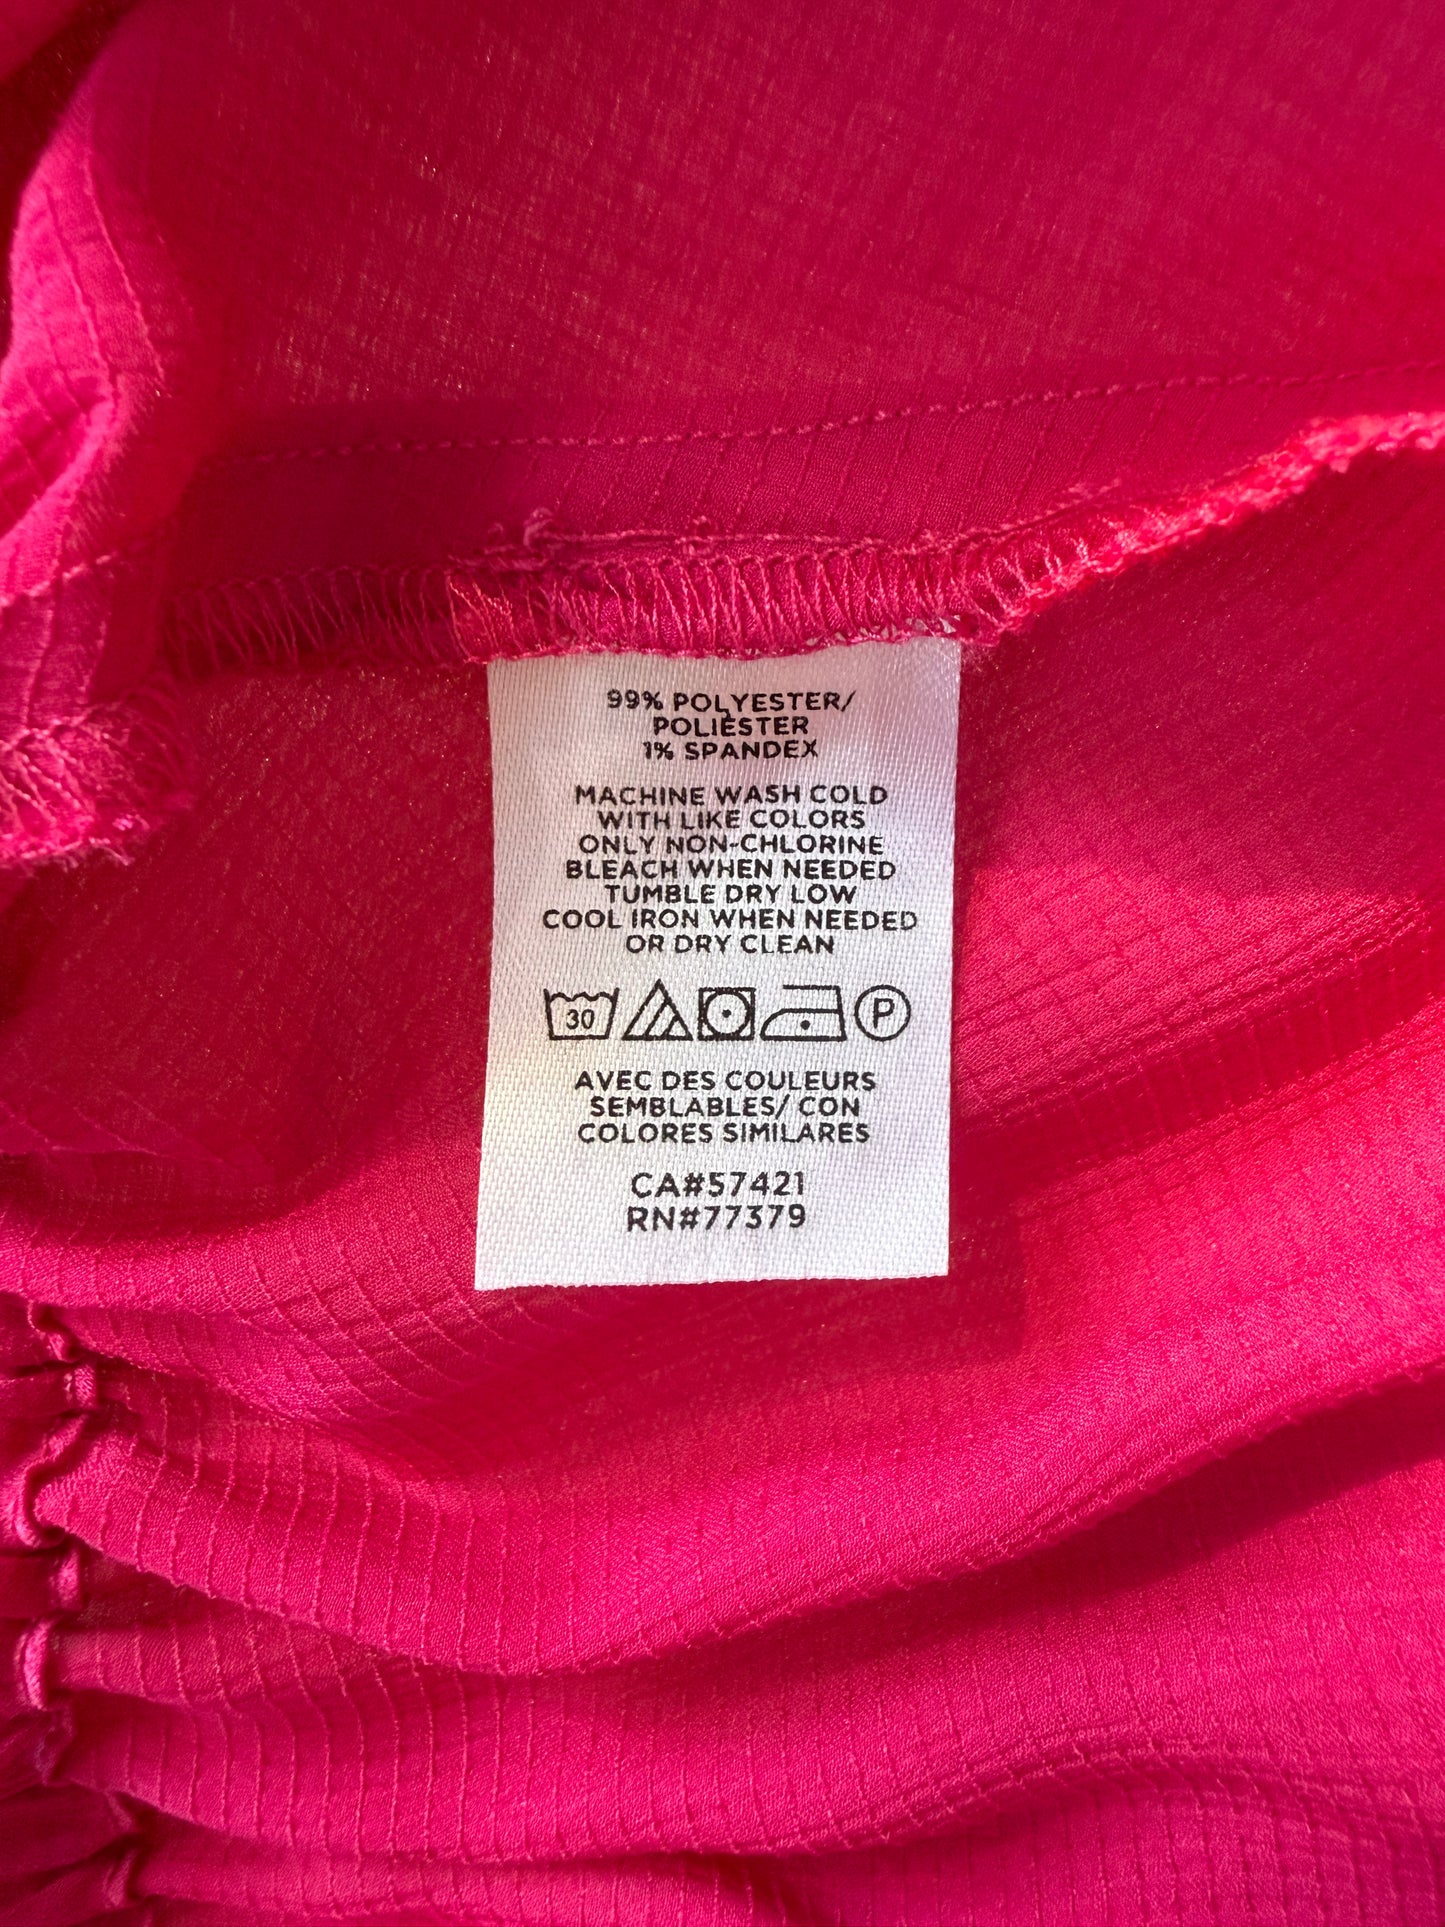 99% POLYESTER/
POLIÉSTER
1% SPANDEX
MACHINE WASH COLD
WITH LIKE COLORS
ONLY NON-CHLORINE
BLEACH WHEN NEEDED
TUMBLE DRY LOW
COOL IRON WHEN NEEDED
OR DRY CLEAN
30 P
AVEC DES COULEURS
SEMBLABLES/ CON
COLORES SIMILARES
CA#57421
RN#77379